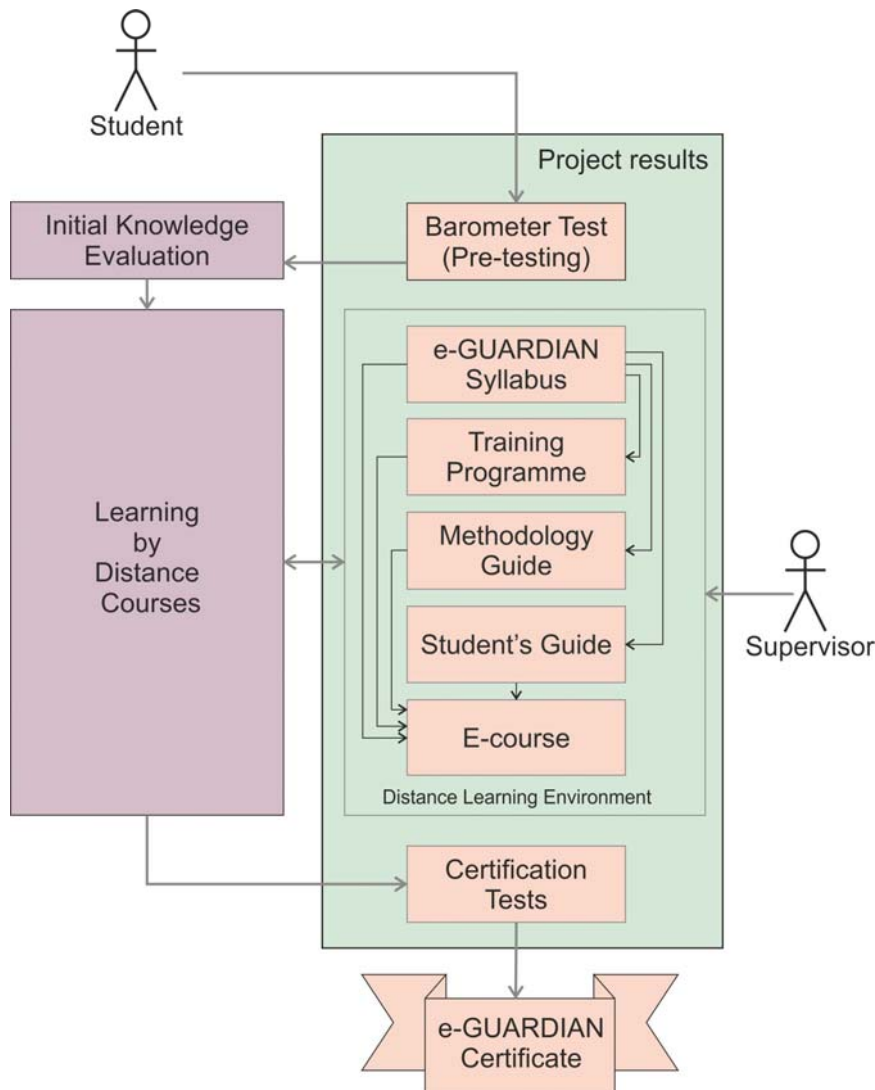 Student
Project results
Barometer Test
(Pre-testing)
Initial Knowledge
Evaluation
e-GUARDIAN
Syllabus
Training
Programme
Methodology
Guide
Student’s Guide
E-course
Distance Learning Environment
Learning
by
Distance
Courses
Supervisor
Certification
Tests
e-GUARDIAN
Certificate